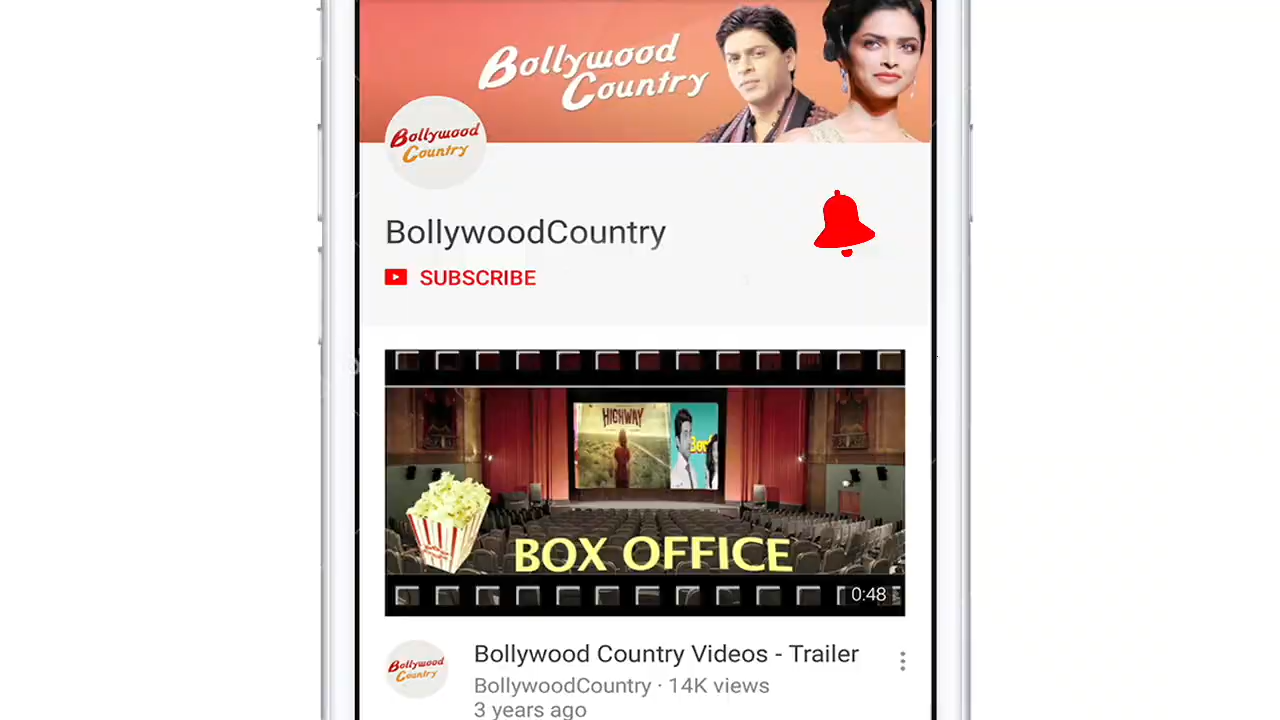 Bollywood
Country
Bollywood
Country
BollywoodCountry
SUBSCRIBE
HIGHWAY
BOX OFFICE
0:48
Bollywood
Country
Bollywood Country Videos - Trailer
BollywoodCountry · 14K views
3 years ago